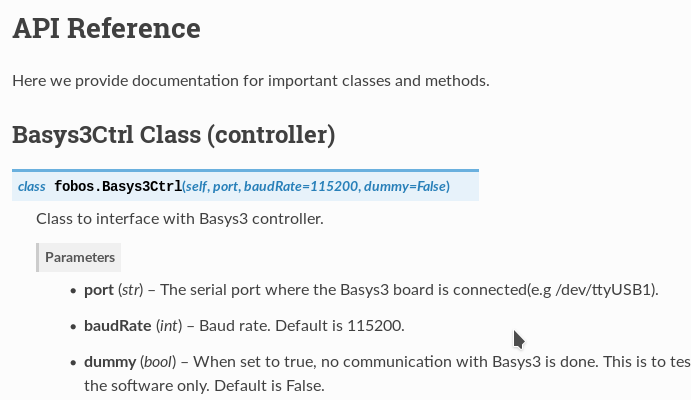 API Reference
Here we provide documentation for important classes and methods.
Basys3Ctrl Class (controller)
class fobos.Basys3Ctrl(self, port, baudRate=115200, dummy=False)
Class to interface with Basys3 controller.
Parameters
• port (str) – The serial port where the Basys3 board is connected(e.g /dev/ttyUSB1).
• baudRate (int) – Baud rate. Default is 115200.
• dummy (bool) – When set to true, no communication with Basys3 is done. This is to tes
the software only. Default is False.